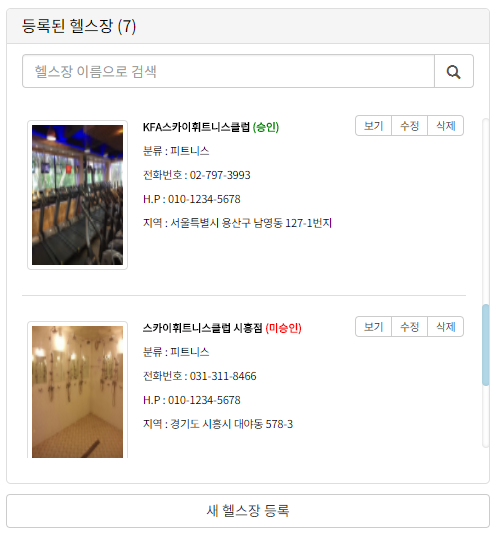 등록된 헬스장 (7)
헬스장 이름으로 검색
KFA스카이휘트니스클럽 (승인)
보기 수정 삭제
분류 : 피트니스
전화번호 : 02-797-3993
H.P : 010-1234-5678
지역 : 서울특별시 용산구 남영동 127-1번지
스카이휘트니스클럽 시흥점 (미승인)
보기 수정 삭제
분류 : 피트니스
전화번호 : 031-311-8466
H.P : 010-1234-5678
지역 : 경기도 시흥시 대야동 578-3
새 헬스장 등록